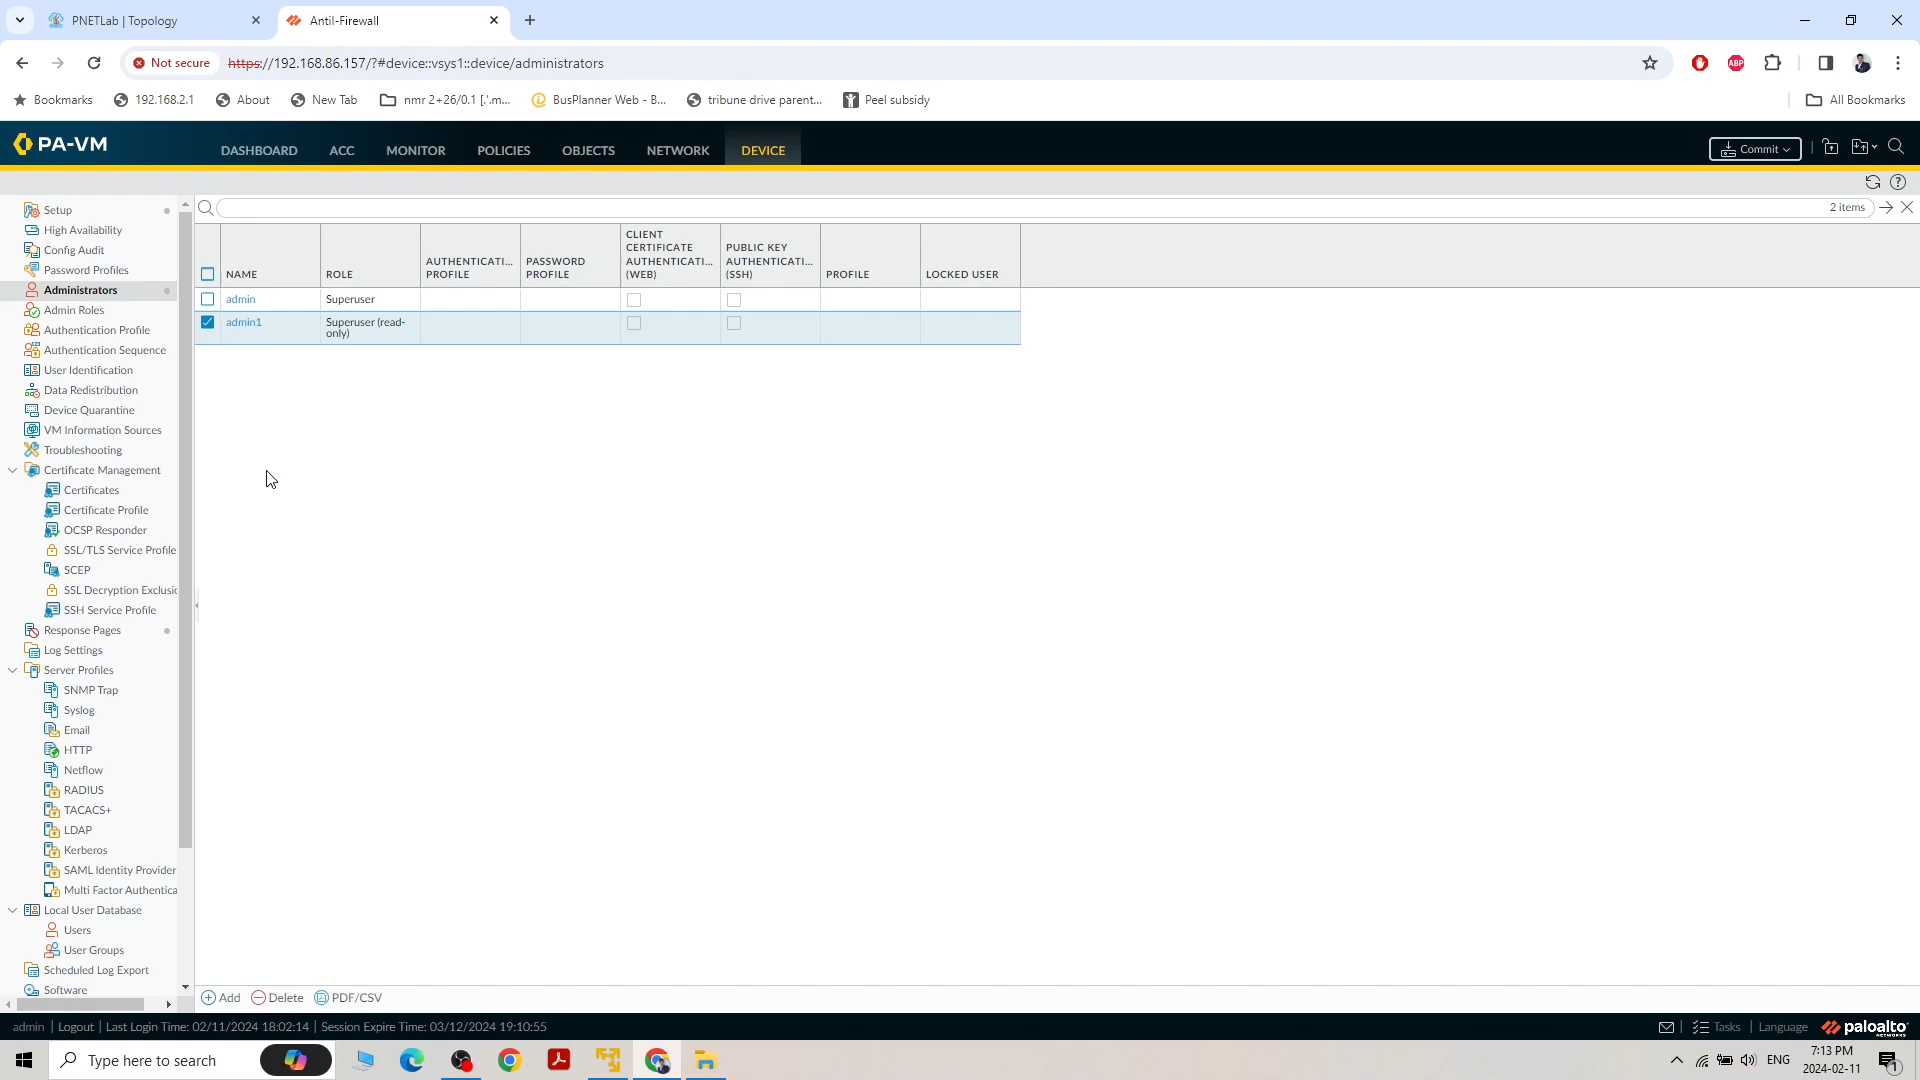 PNETLab | Topology
Antil-Firewall
Not secure
https://192.168.86.157/?#device::vsys1::device/administrators
ABP
Bookmarks
192.168.2.1
About
New Tab
nmr 2+26/0.1 [.'.m...
BusPlanner Web - B...
tribune drive parent...
Peel subsidy
All Bookmarks
PA-VM
DASHBOARD
ACC
MONITOR
POLICIES
OBJECTS
NETWORK
DEVICE
Commit
Setup
High Availability
Config Audit
Password Profiles
Administrators
Admin Roles
Authentication Profile
Authentication Sequence
User Identification
Data Redistribution
Device Quarantine
VM Information Sources
Troubleshooting
Certificate Management
Certificates
Certificate Profile
OCSP Responder
SSL/TLS Service Profile
SCEP
SSL Decryption Exclusio
SSH Service Profile
Response Pages
Log Settings
Server Profiles
SNMP Trap
Syslog
Email
HTTP
Netflow
RADIUS
TACACS+
LDAP
Kerberos
SAML Identity Provider
Multi Factor Authentica
Local User Database
Users
User Groups
Scheduled Log Export
Software
2 items
NAME
ROLE
AUTHENTICATI...
PROFILE
PASSWORD
PROFILE
CLIENT
CERTIFICATE
AUTHENTICATI...
(WEB)
PUBLIC KEY
AUTHENTICATI...
(SSH)
PROFILE
LOCKED USER
admin
Superuser
admin1
Superuser (read-
only)
Add
Delete
PDF/CSV
admin | Logout | Last Login Time: 02/11/2024 18:02:14 | Session Expire Time: 03/12/2024 19:10:55
Tasks | Language
paloalto
NETWORKS
Type here to search
ENG
7:13 PM
2024-02-11
1